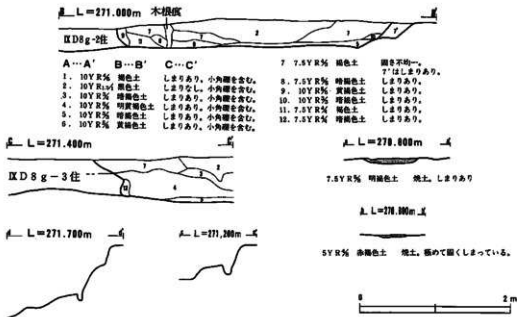 L=271.000m 木根痕
ⅨD8g-2住
A…A′ B…B′ C…C′
1. 10YR 褐色土 しまりあり。小角礫を含む。
2. 10YR 黒色土 しまりなし。小角礫を含む。
3. 10YR 暗褐色土 しまりあり。小角礫を含む。
4. 10YR 明黄褐色土 しまりあり。小角礫を含む。
5. 10YR 暗褐色土 しまりあり。小角礫を含む。
6. 10YR 黄褐色土 しまりあり。小角礫を含む。
7 7.5YR 褐色土 固さ不均一。
7′はしまりあり。
8. 7.5YR 暗褐色土 しまりあり。
9. 10YR 黄褐色土 しまりあり。
10. 10YR 暗褐色土 しまりあり。
11. 7.5YR 褐色土 しまりあり。
12. 7.5YR 暗褐色土 しまりあり。
C L=271.400m C′
ⅨD8g-3住
L=270.800m
7.5YR 明褐色土 焼土。しまりあり
L=270.800m
5YR 赤褐色土 焼土。極めて固くしまっている。
L=271.700m
L=271,200m
0 2m